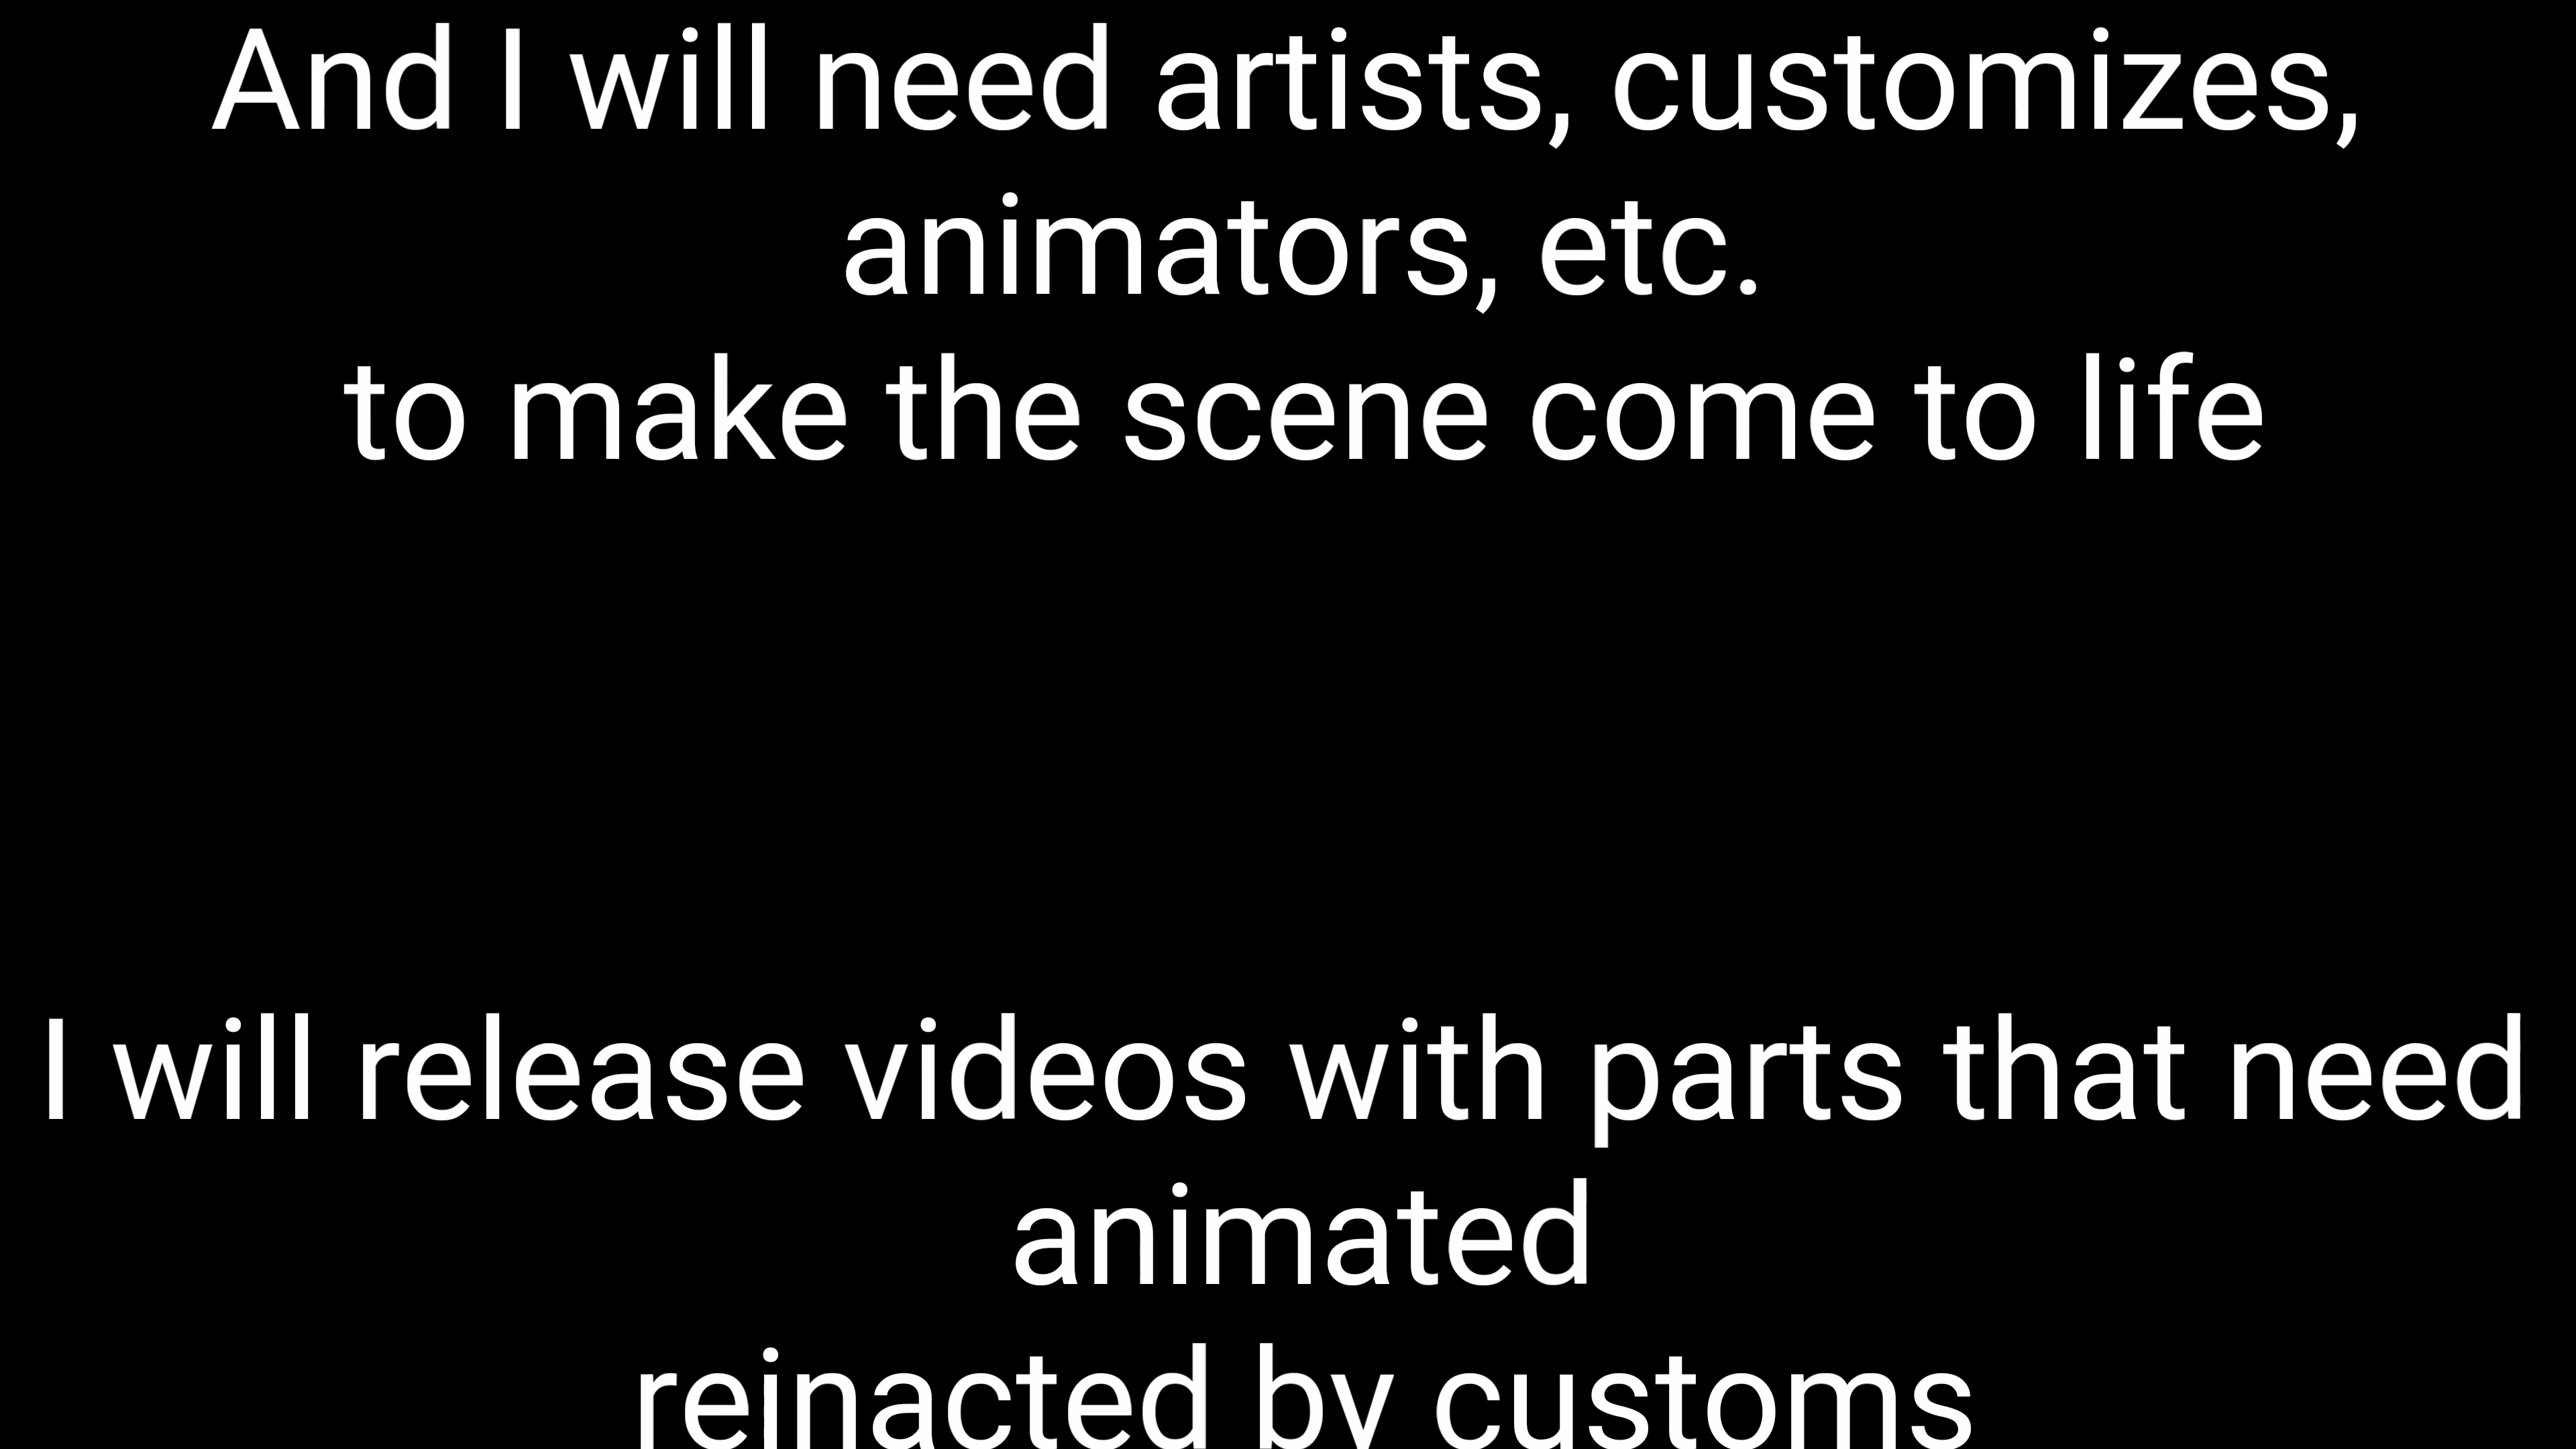 And I will need artists, customizes,
animators, etc.
to make the scene come to life
I will release videos with parts that need
animated
reinacted by customs